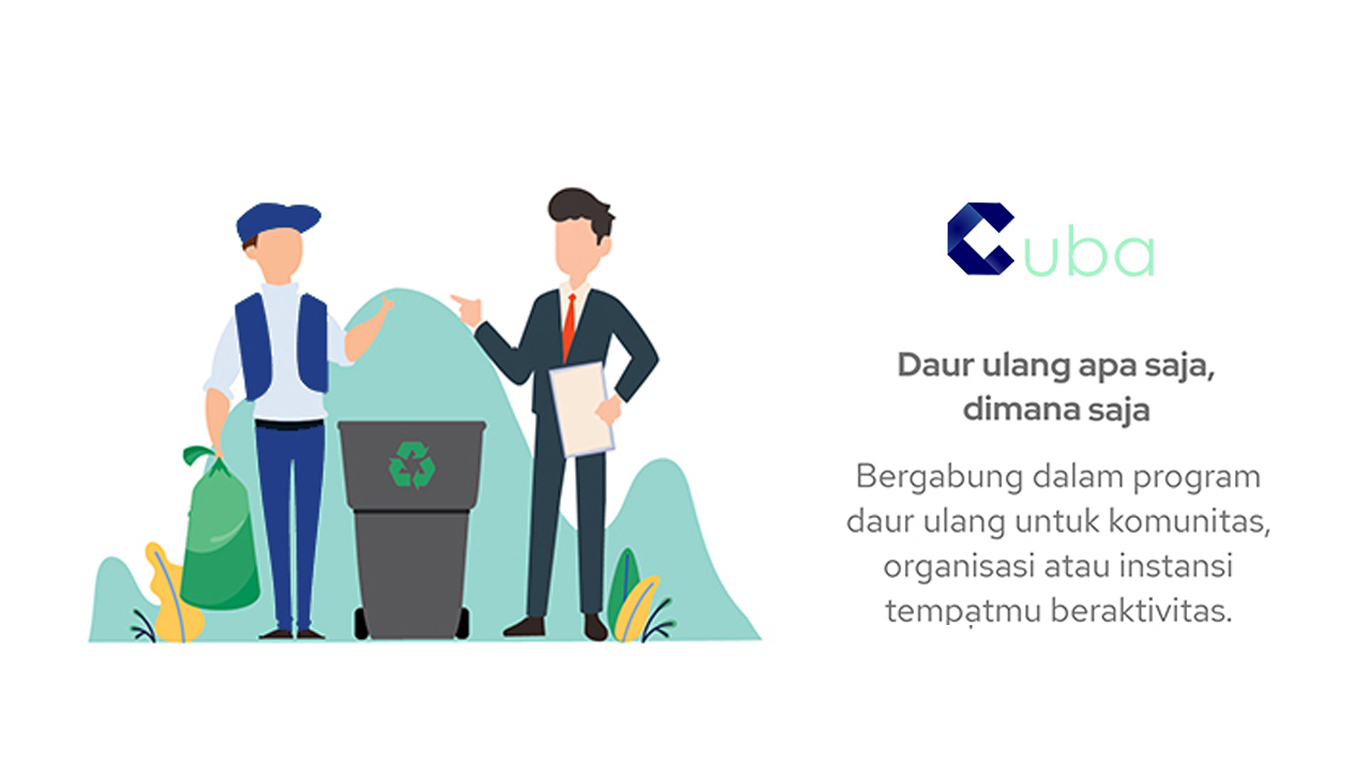 Cuba
Daur ulang apa saja,
dimana saja
Bergabung dalam program
daur ulang untuk komunitas,
organisasi atau instansi
tempatmu beraktivitas.